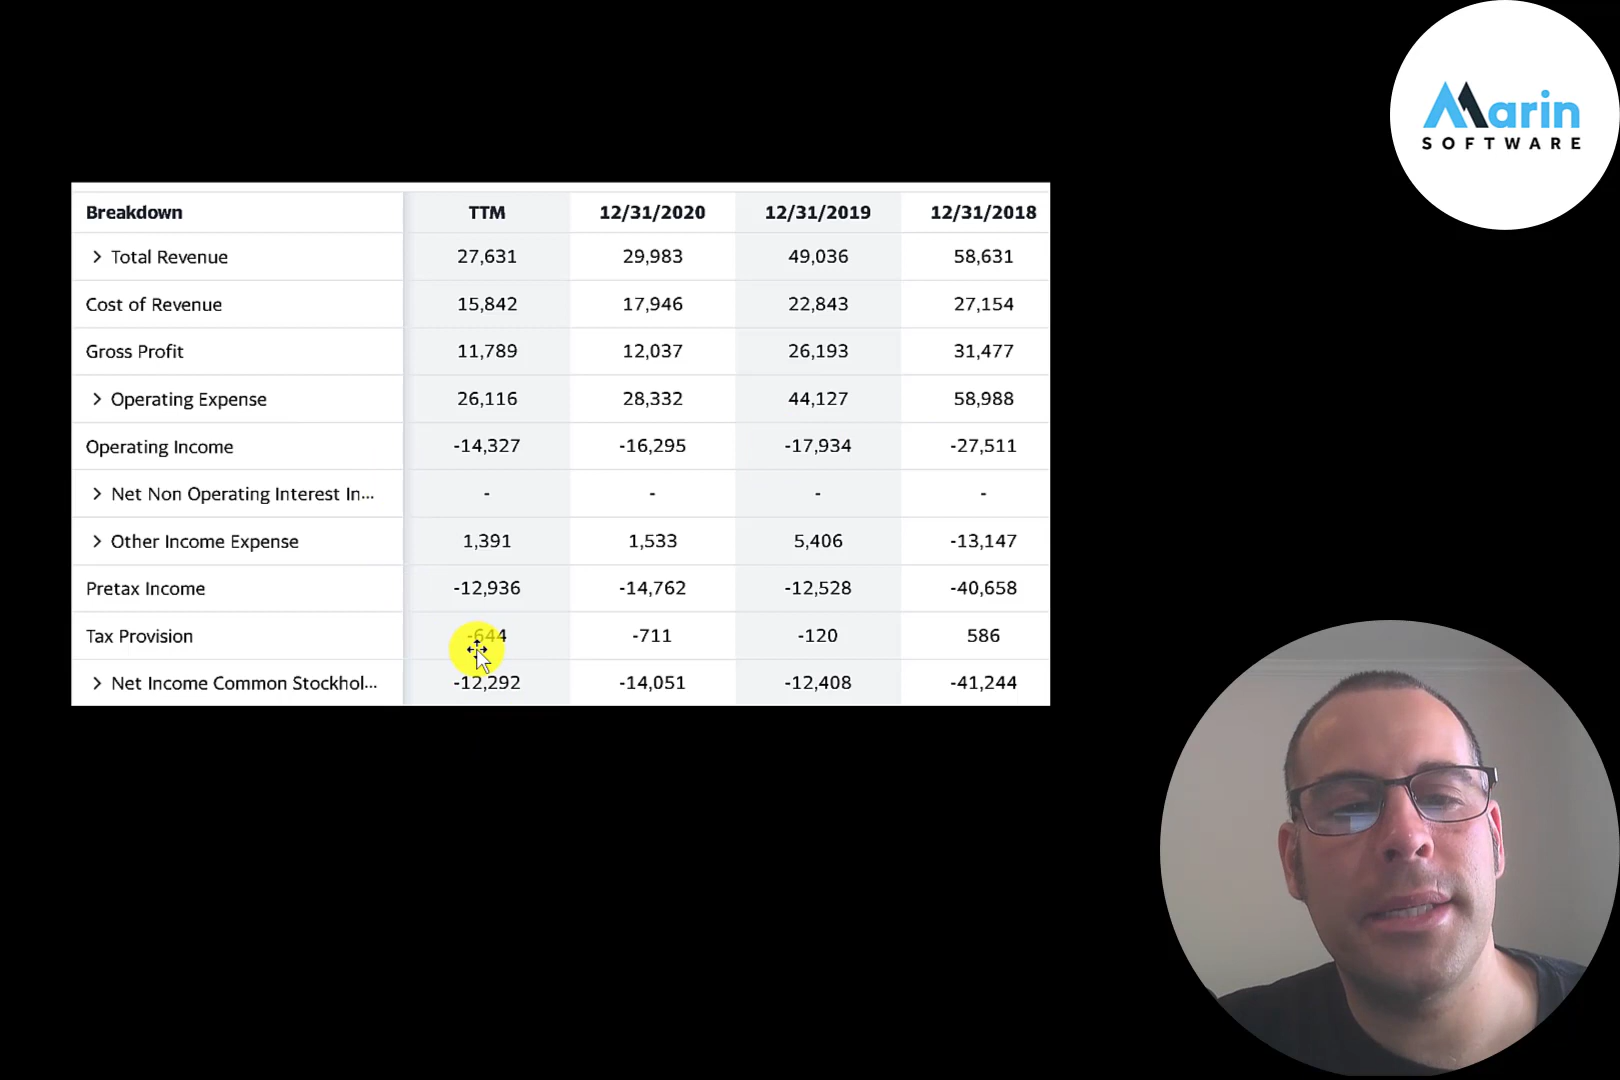 Marin
SOFTWARE
Breakdown TTM 12/31/2020 12/31/2019 12/31/2018
Total Revenue 27,631 29,983 49,036 58,631
Cost of Revenue 15,842 17,946 22,843 27,154
Gross Profit 11,789 12,037 26,193 31,477
Operating Expense 26,116 28,332 44,127 58,988
Operating Income -14,327 -16,295 -17,934 -27,511
Net Non Operating Interest In... - - - -
Other Income Expense 1,391 1,533 5,406 -13,147
Pretax Income -12,936 -14,762 -12,528 -40,658
Tax Provision -644 -711 -120 586
Net Income Common Stockhol... -12,292 -14,051 -12,408 -41,244